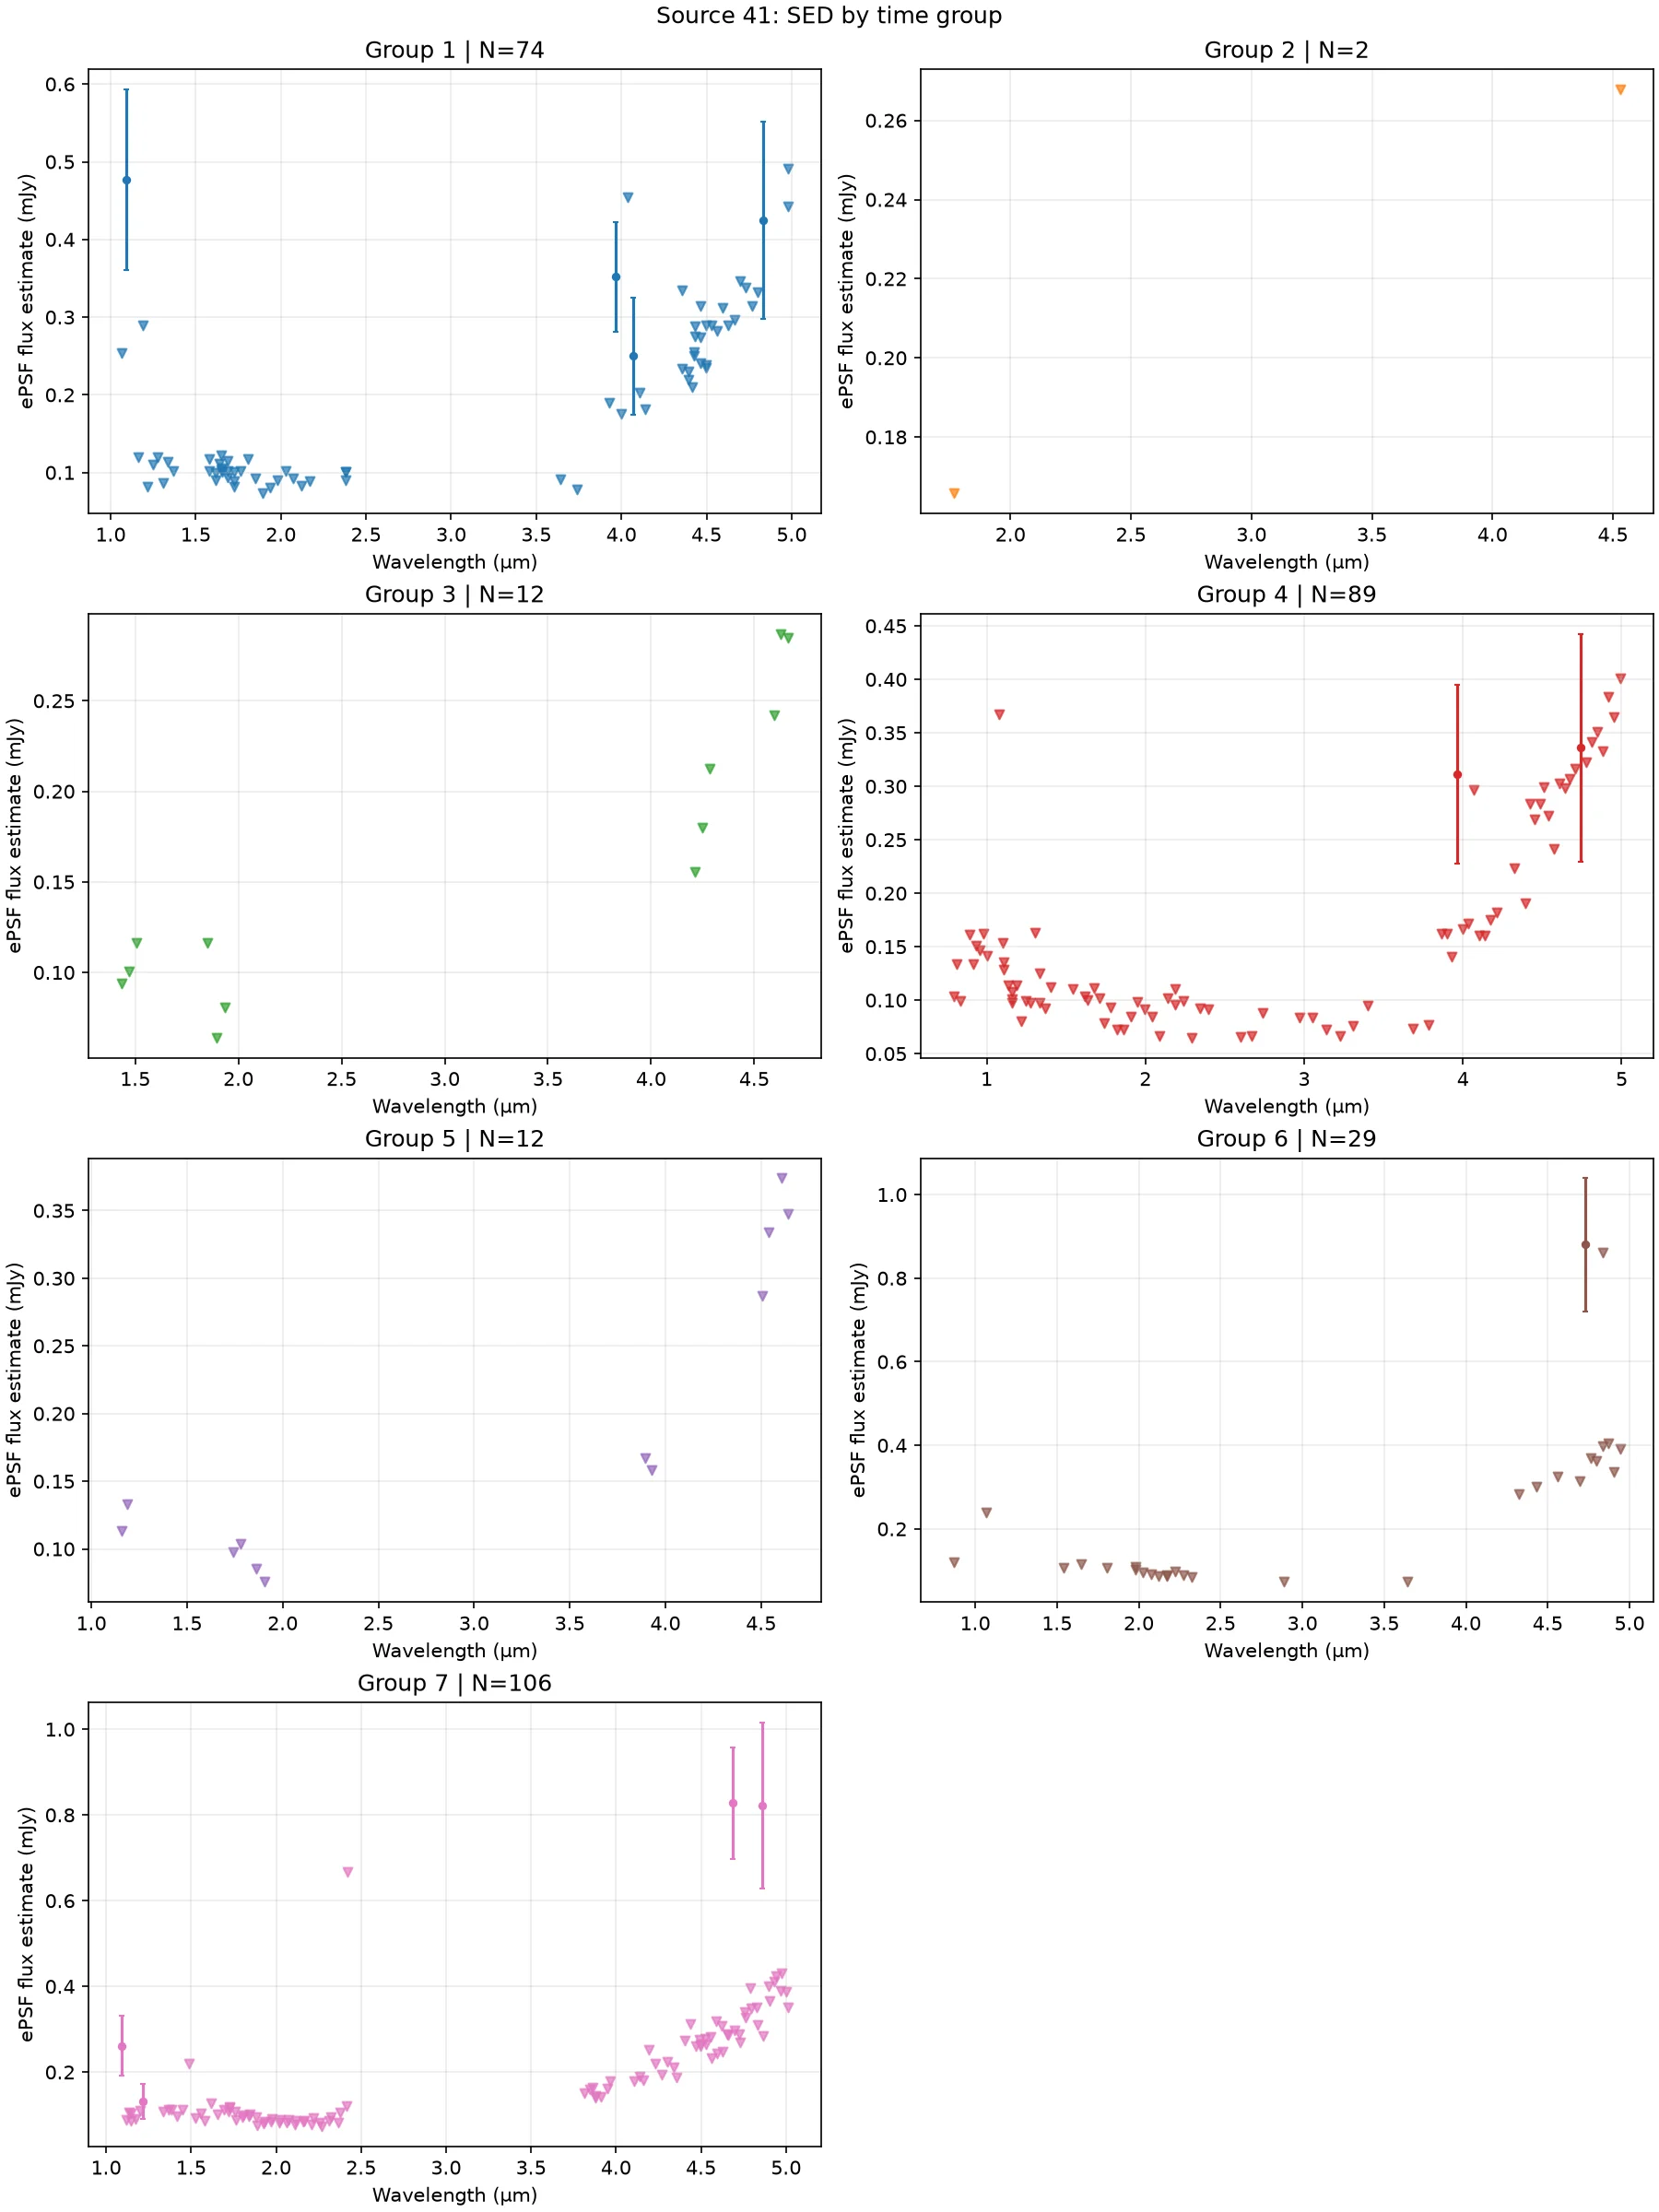 Source 41: SED by time group
Group 1 | N=74
ePSF flux estimate (mJy)
0.6
0.5
0.4
0.3
0.2
0.1
1.0 1.5 2.0 2.5 3.0 3.5 4.0 4.5 5.0
Wavelength (μm)
Group 2 | N=2
ePSF flux estimate (mJy)
0.26
0.24
0.22
0.20
0.18
2.0 2.5 3.0 3.5 4.0 4.5
Wavelength (μm)
Group 3 | N=12
ePSF flux estimate (mJy)
0.25
0.20
0.15
0.10
1.5 2.0 2.5 3.0 3.5 4.0 4.5
Wavelength (μm)
Group 4 | N=89
ePSF flux estimate (mJy)
0.45
0.40
0.35
0.30
0.25
0.20
0.15
0.10
0.05
1 2 3 4 5
Wavelength (μm)
Group 5 | N=12
ePSF flux estimate (mJy)
0.35
0.30
0.25
0.20
0.15
0.10
1.0 1.5 2.0 2.5 3.0 3.5 4.0 4.5
Wavelength (μm)
Group 6 | N=29
ePSF flux estimate (mJy)
1.0
0.8
0.6
0.4
0.2
1.0 1.5 2.0 2.5 3.0 3.5 4.0 4.5 5.0
Wavelength (μm)
Group 7 | N=106
ePSF flux estimate (mJy)
1.0
0.8
0.6
0.4
0.2
1.0 1.5 2.0 2.5 3.0 3.5 4.0 4.5 5.0
Wavelength (μm)